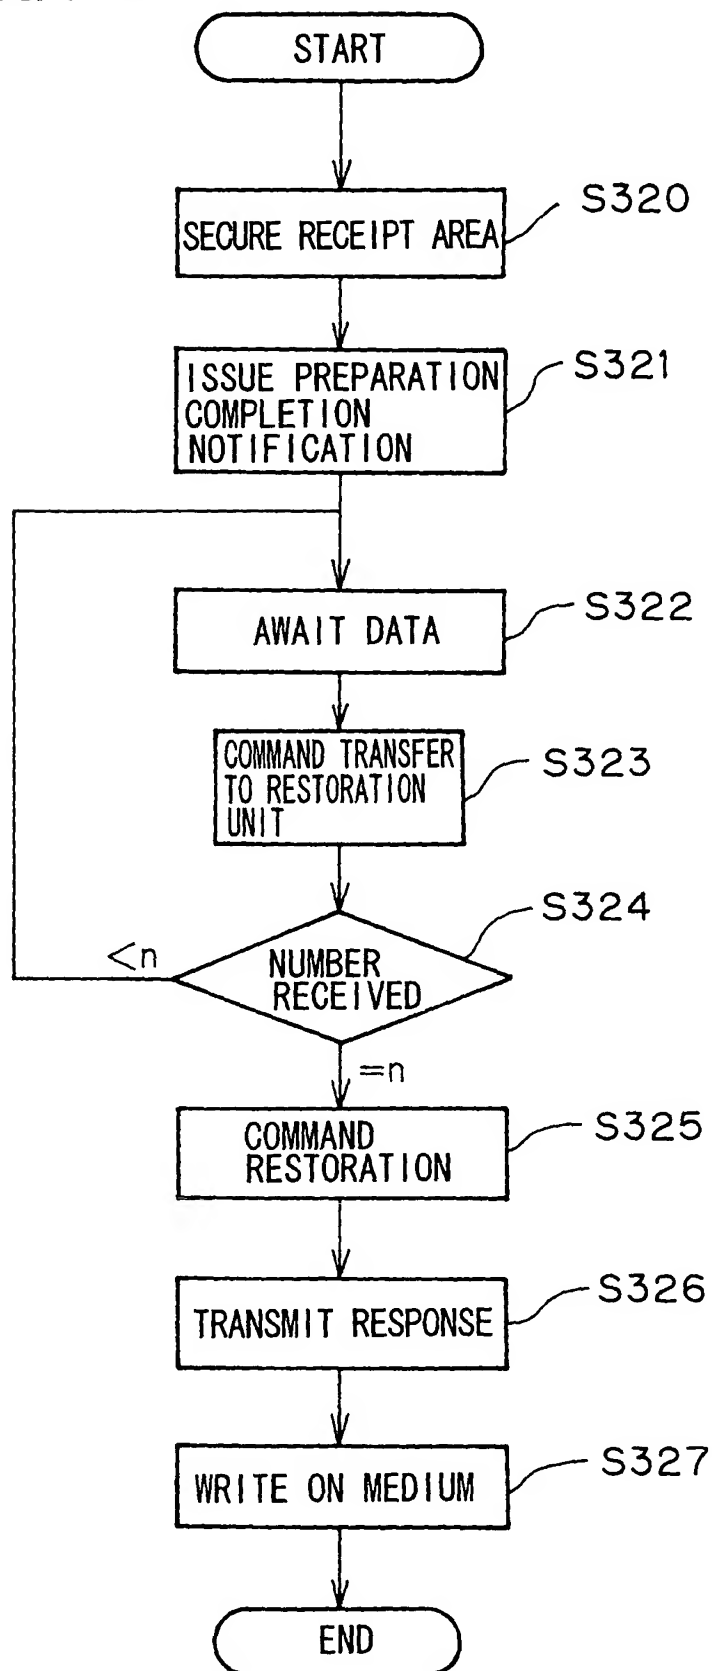 START
S320
SECURE RECEIPT AREA
S321
ISSUE PREPARATION
COMPLETION
NOTIFICATION
S322
AWAIT DATA
S323
COMMAND TRANSFER
TO RESTORATION
UNIT
S324
<n
NUMBER
RECEIVED
=n
S325
COMMAND
RESTORATION
S326
TRANSMIT RESPONSE
S327
WRITE ON MEDIUM
END